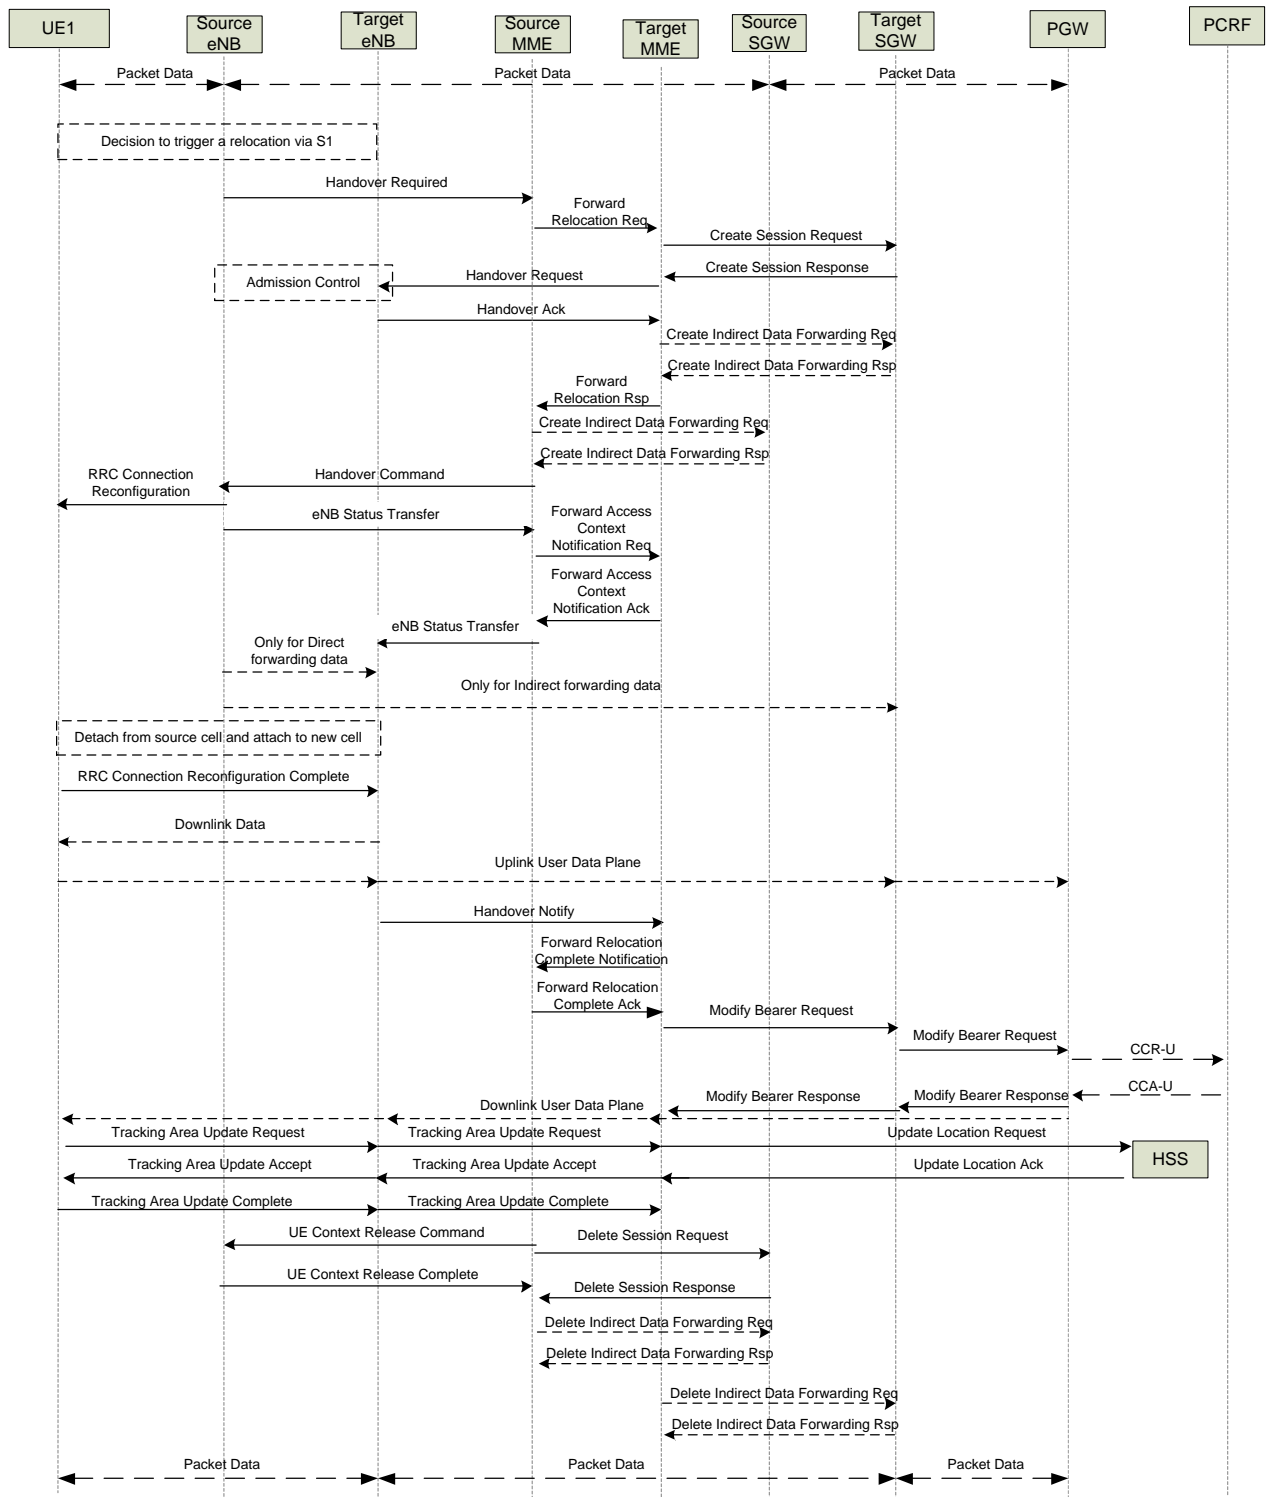 UE1
Source
eNB
Target
eNB
Source
MME
Target
MME
Source
SGW
Target
SGW
PGW
PCRF
Packet Data
Packet Data
Packet Data
Decision to trigger a relocation via S1
Handover Required
Forward
Relocation Req
Create Session Request
Create Session Response
Handover Request
Admission Control
Handover Ack
Create Indirect Data Forwarding Req
Create Indirect Data Forwarding Rsp
Forward
Relocation Rsp
Create Indirect Data Forwarding Req
Create Indirect Data Forwarding Rsp
Handover Command
RRC Connection
Reconfiguration
eNB Status Transfer
Forward Access
Context
Notification Req
Forward Access
Context
Notification Ack
eNB Status Transfer
Only for Direct
forwarding data
Only for Indirect forwarding data
Detach from source cell and attach to new cell
RRC Connection Reconfiguration Complete
Downlink Data
Uplink User Data Plane
Handover Notify
Forward Relocation
Complete Notification
Forward Relocation
Complete Ack
Modify Bearer Request
Modify Bearer Request
CCR-U
CCA-U
Modify Bearer Response
Modify Bearer Response
Downlink User Data Plane
Tracking Area Update Request
Tracking Area Update Request
Update Location Request
HSS
Tracking Area Update Accept
Tracking Area Update Accept
Update Location Ack
Tracking Area Update Complete
Tracking Area Update Complete
UE Context Release Command
Delete Session Request
UE Context Release Complete
Delete Session Response
Delete Indirect Data Forwarding Req
Delete Indirect Data Forwarding Rsp
Delete Indirect Data Forwarding Req
Delete Indirect Data Forwarding Rsp
Packet Data
Packet Data
Packet Data